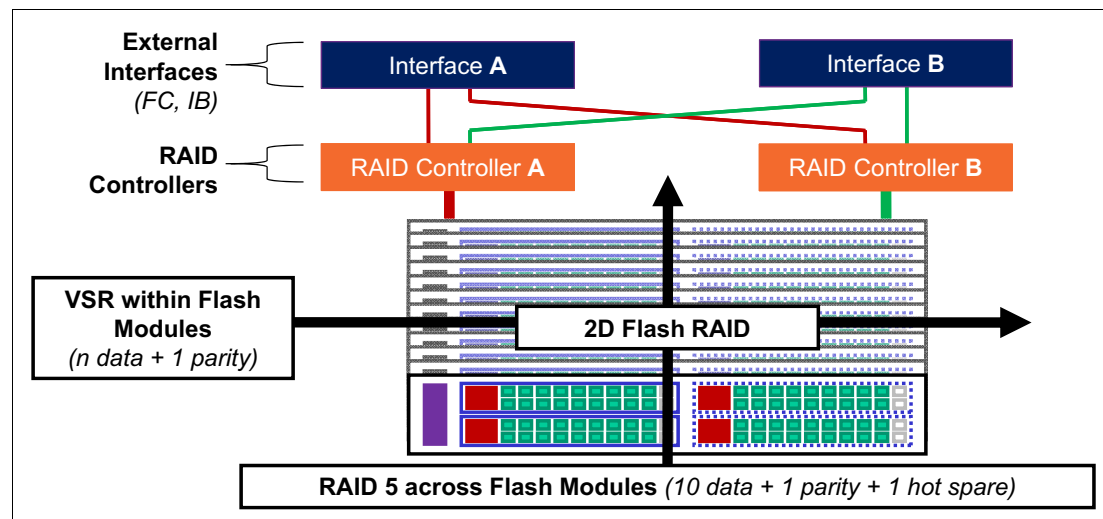 External
Interfaces
(FC, IB)
Interface A
Interface B
RAID
Controllers
RAID Controller A
RAID Controller B
VSR within Flash
Modules
(n data + 1 parity)
2D Flash RAID
RAID 5 across Flash Modules (10 data + 1 parity + 1 hot spare)